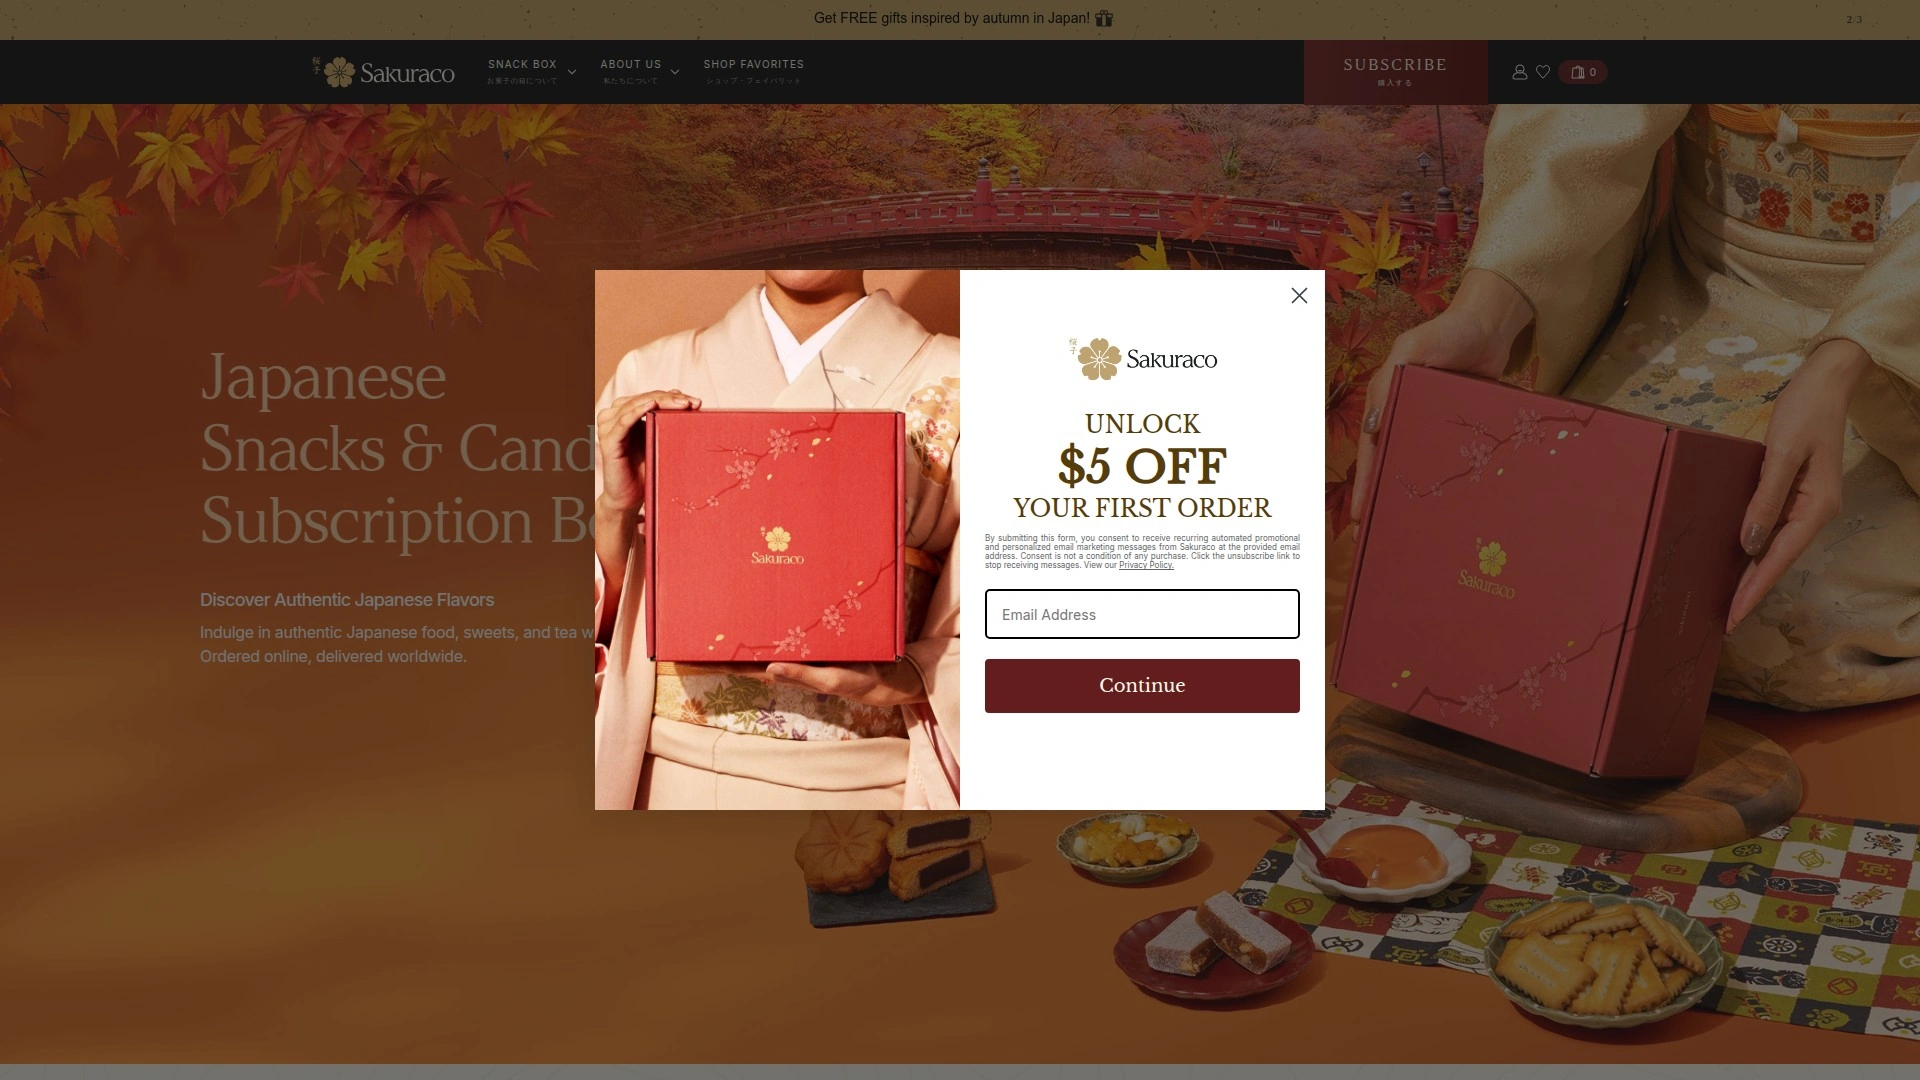 Get FREE gifts inspired by autumn in Japan!
2/3
桜子
Sakuraco
SNACK BOX
お菓子の箱について
ABOUT US
私たちについて
SHOP FAVORITES
ショップ・フェイバリット
SUBSCRIBE
購入する
0
Japanese
Snacks & Cand
Subscription Bo
Discover Authentic Japanese Flavors
Indulge in authentic Japanese food, sweets, and tea w
Ordered online, delivered worldwide.
Sakuraco
桜子
Sakuraco
UNLOCK
$5 OFF
YOUR FIRST ORDER
By submitting this form, you consent to receive recurring automated promotional
and personalized email marketing messages from Sakuraco at the provided email
address. Consent is not a condition of any purchase. Click the unsubscribe link to
stop receiving messages. View our Privacy Policy.
Email Address
Continue
Sakuraco